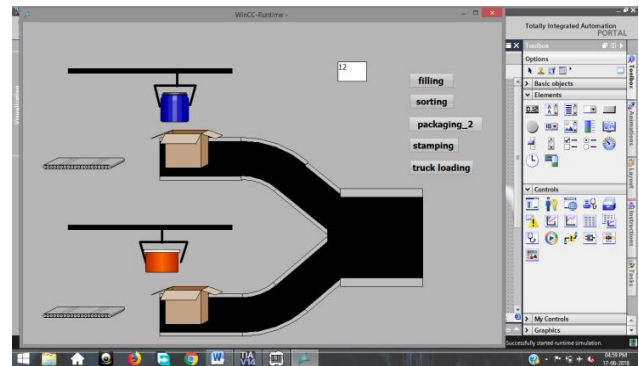 WinCC-Runtime -
Totally Integrated Automation
PORTAL
Toolbox
Options
Basic objects
Elements
Controls
My Controls
Graphics
Toolbox
Animations
Layout
Instructions
Tasks
Visualization
12
filling
sorting
packaging_2
stamping
truck loading
Successfully started runtime simulation.
TIA
V14
04:59 PM
17-06-2018